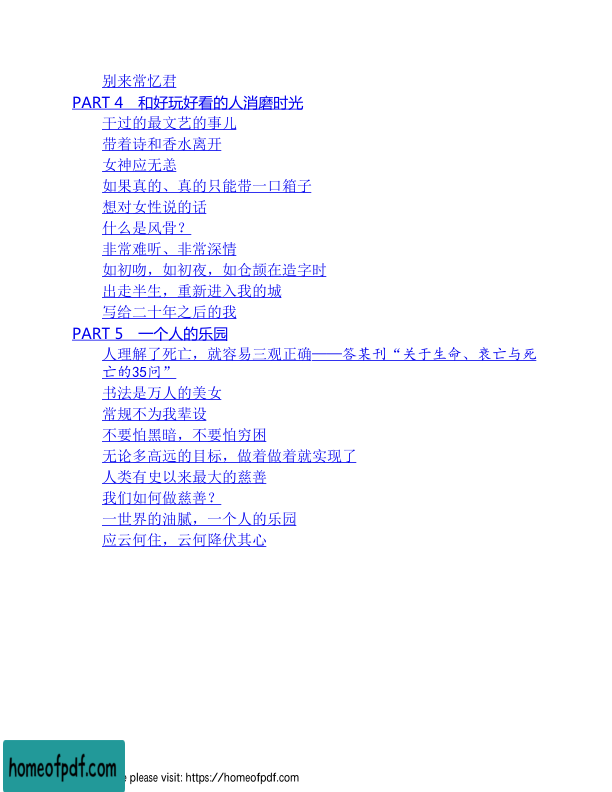 别来常忆君
PART 4　和好玩好看的人消磨时光
干过的最文艺的事儿
带着诗和香水离开
女神应无恙
如果真的、真的只能带一口箱子
想对女性说的话
什么是风骨？
非常难听、非常深情
如初吻，如初夜，如仓颉在造字时
出走半生，重新进入我的城
写给二十年之后的我
PART 5　一个人的乐园
人理解了死亡，就容易三观正确——答某刊“关于生命、衰亡与死
亡的35问”
书法是万人的美女
常规不为我辈设
不要怕黑暗，不要怕穷困
无论多高远的目标，做着做着就实现了
人类有史以来最大的慈善
我们如何做慈善？
一世界的油腻，一个人的乐园
应云何住，云何降伏其心
homeofpdf.com
e please visit: https://homeofpdf.com